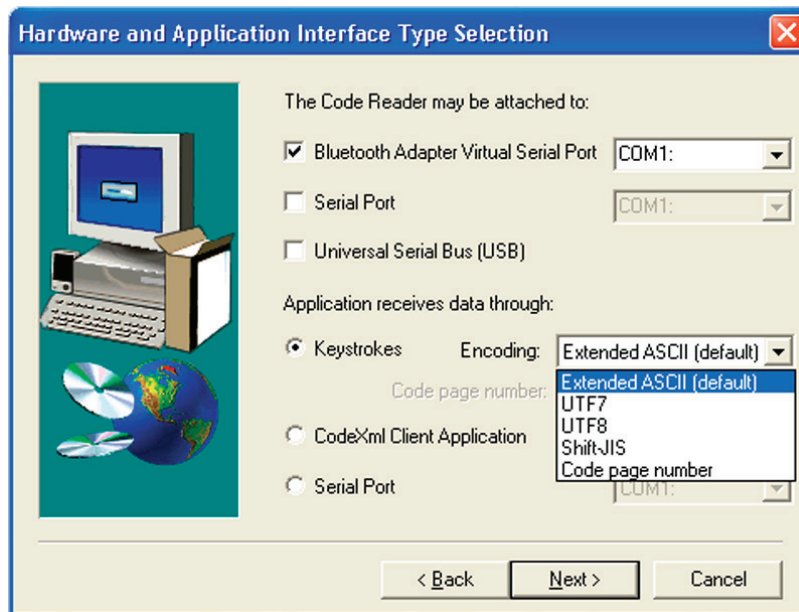 Hardware and Application Interface Type Selection
The Code Reader may be attached to:
Bluetooth Adapter Virtual Serial Port COM1:
Serial Port COM1:
Universal Serial Bus (USB)
Application receives data through:
Keystrokes Encoding: Extended ASCII (default)
Code page number: Extended ASCII (default)
UTF7
UTF8
CodeXml Client Application Shift-JIS
Code page number
Serial Port COM1:
< Back Next > Cancel